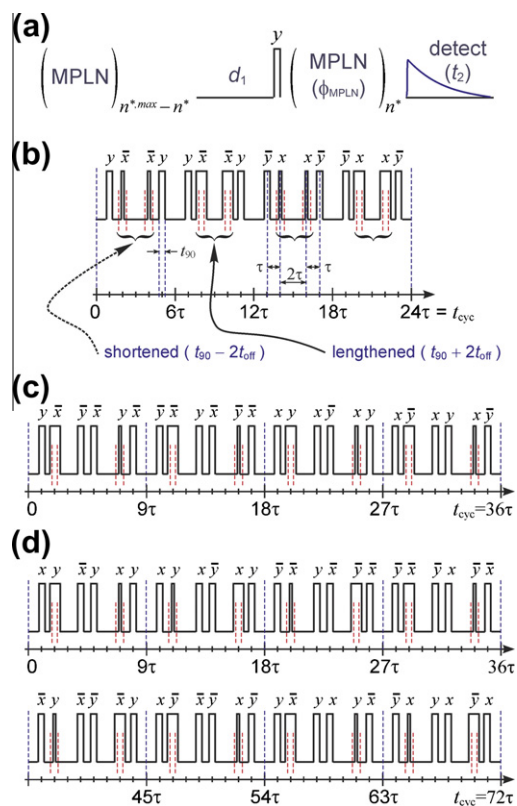 (a)
y
(MPLN) n*,max – n*
d₁
(MPLN (ϕMPLN)) n*
detect (t₂)
(b)
y x̄ x̄ y y x̄ x̄ y ȳ x x ȳ ȳ x x ȳ
t₉₀
τ 2τ τ
0 6τ 12τ 18τ 24τ = tcyc
shortened ( t₉₀ – 2toff ) lengthened ( t₉₀ + 2toff )
(c)
y x̄ ȳ x̄ y x̄ y x̄ ȳ x̄ ȳ x̄ x y x ȳ x y x ȳ x y x ȳ
0 9τ 18τ 27τ tcyc=36τ
(d)
x y x̄ y x y x y x ȳ x y ȳ x̄ y x̄ ȳ x̄ ȳ x̄ ȳ x ȳ x̄
0 9τ 18τ 27τ 36τ
x̄ y x̄ ȳ x̄ y x ȳ x̄ ȳ x ȳ y x̄ y x y x̄ ȳ x y x ȳ x
45τ 54τ 63τ tcyc=72τ